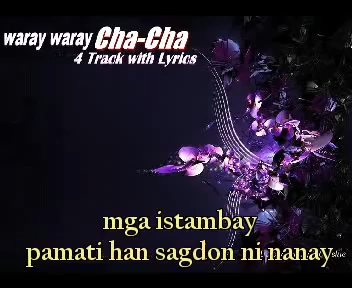 waray waray Cha-Cha
4 Track with Lyrics
mga istambay
pamati han sagdon ni nanay